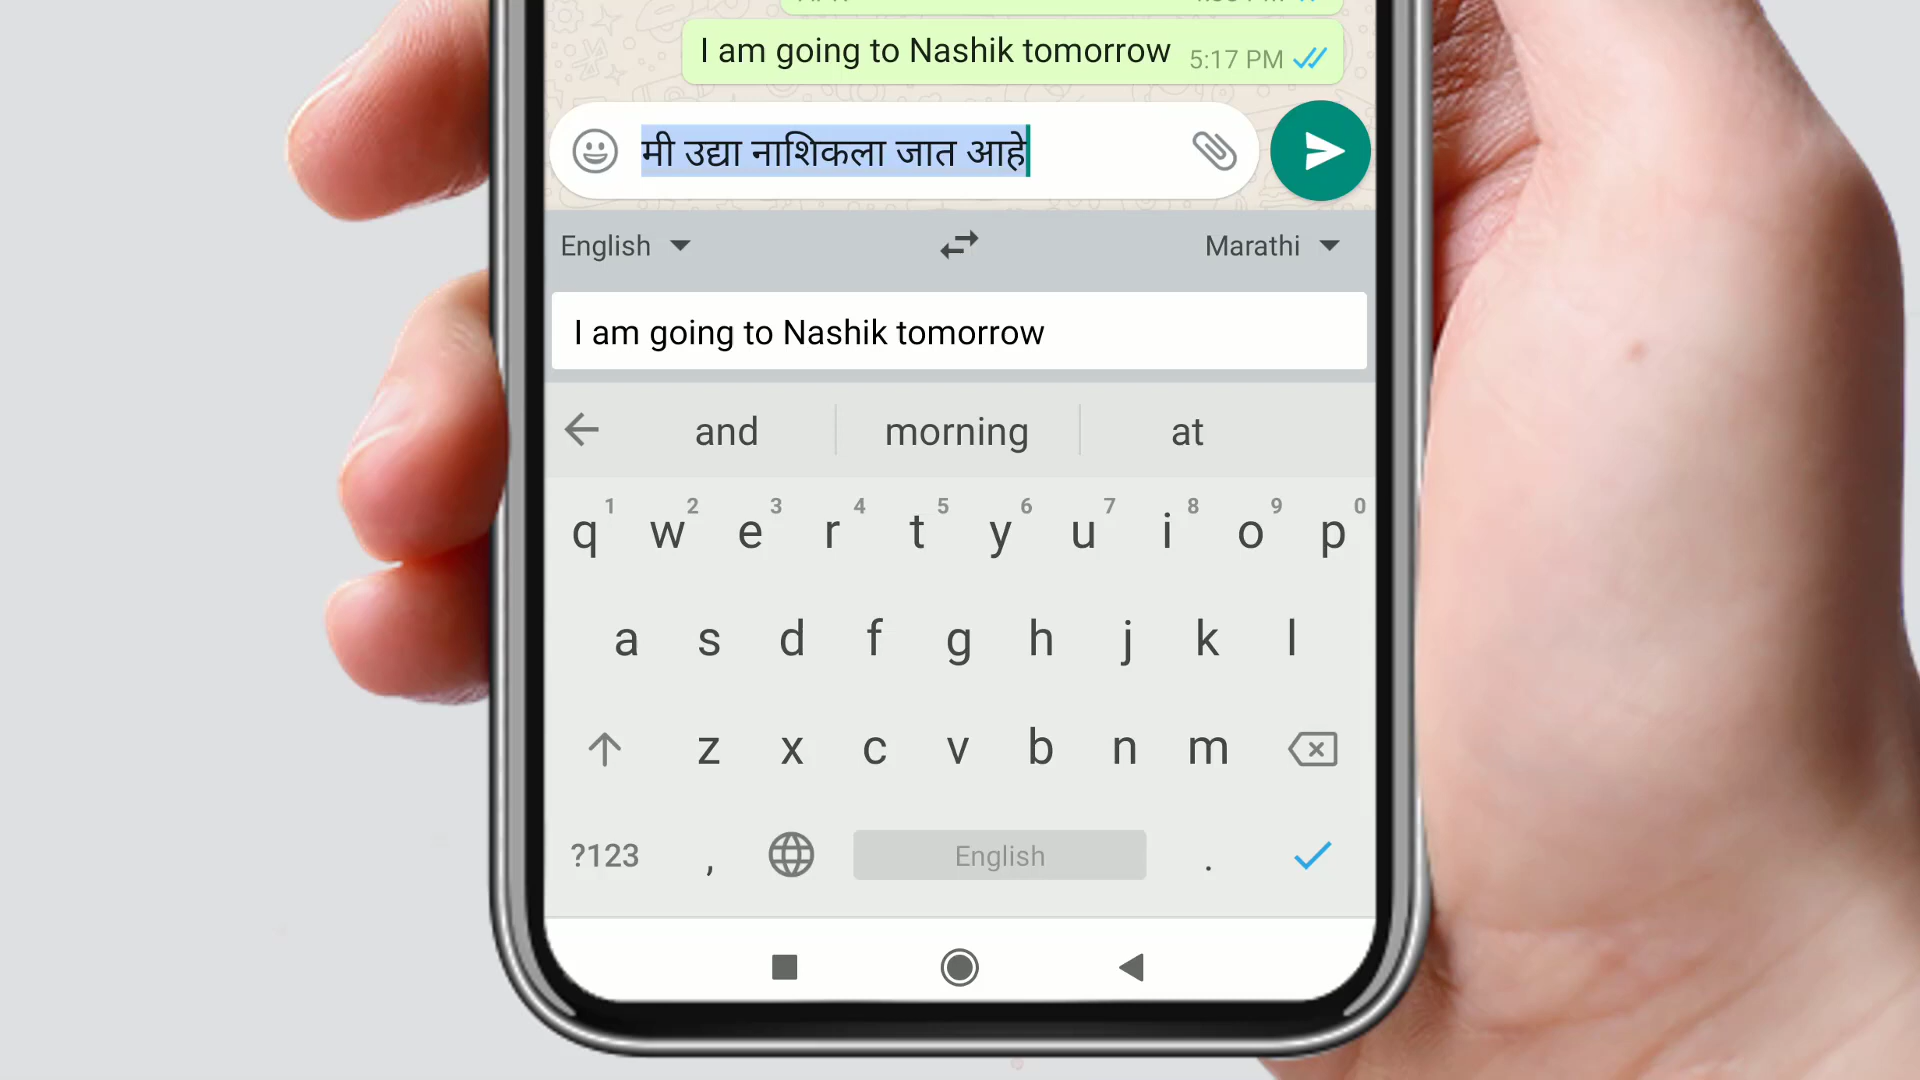 I am going to Nashik tomorrow 5:17 PM
मी उद्या नाशिकला जात आहे
English Marathi
I am going to Nashik tomorrow
and morning at
1 2 3 4 5 6 7 8 9 0
q w e r t y u i o p
a s d f g h j k l
z x c v b n m
?123 , English .